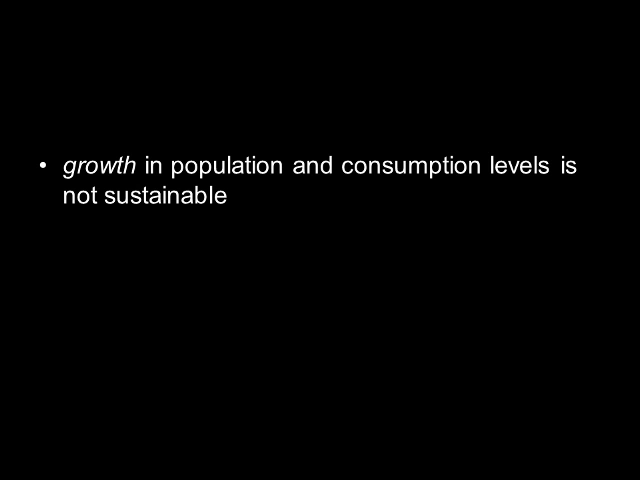 • growth in population and consumption levels is
not sustainable